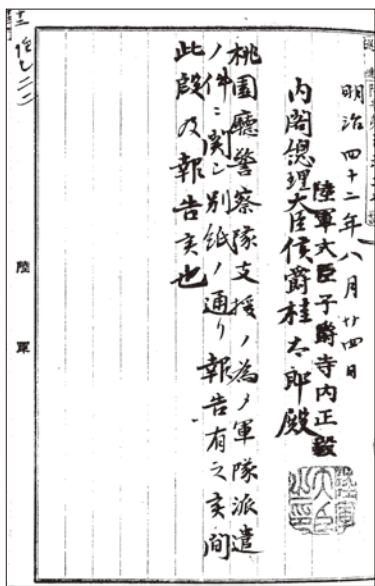 明治四十二年八月廿四日
陸軍大臣子爵寺内正毅
内閣總理大臣侯爵桂太郎殿
桃園廳警察隊支援ノ為メ軍隊派遣
ノ件ニ関シ別紙ノ通リ報告有之候間
此段及報告候也
陸軍